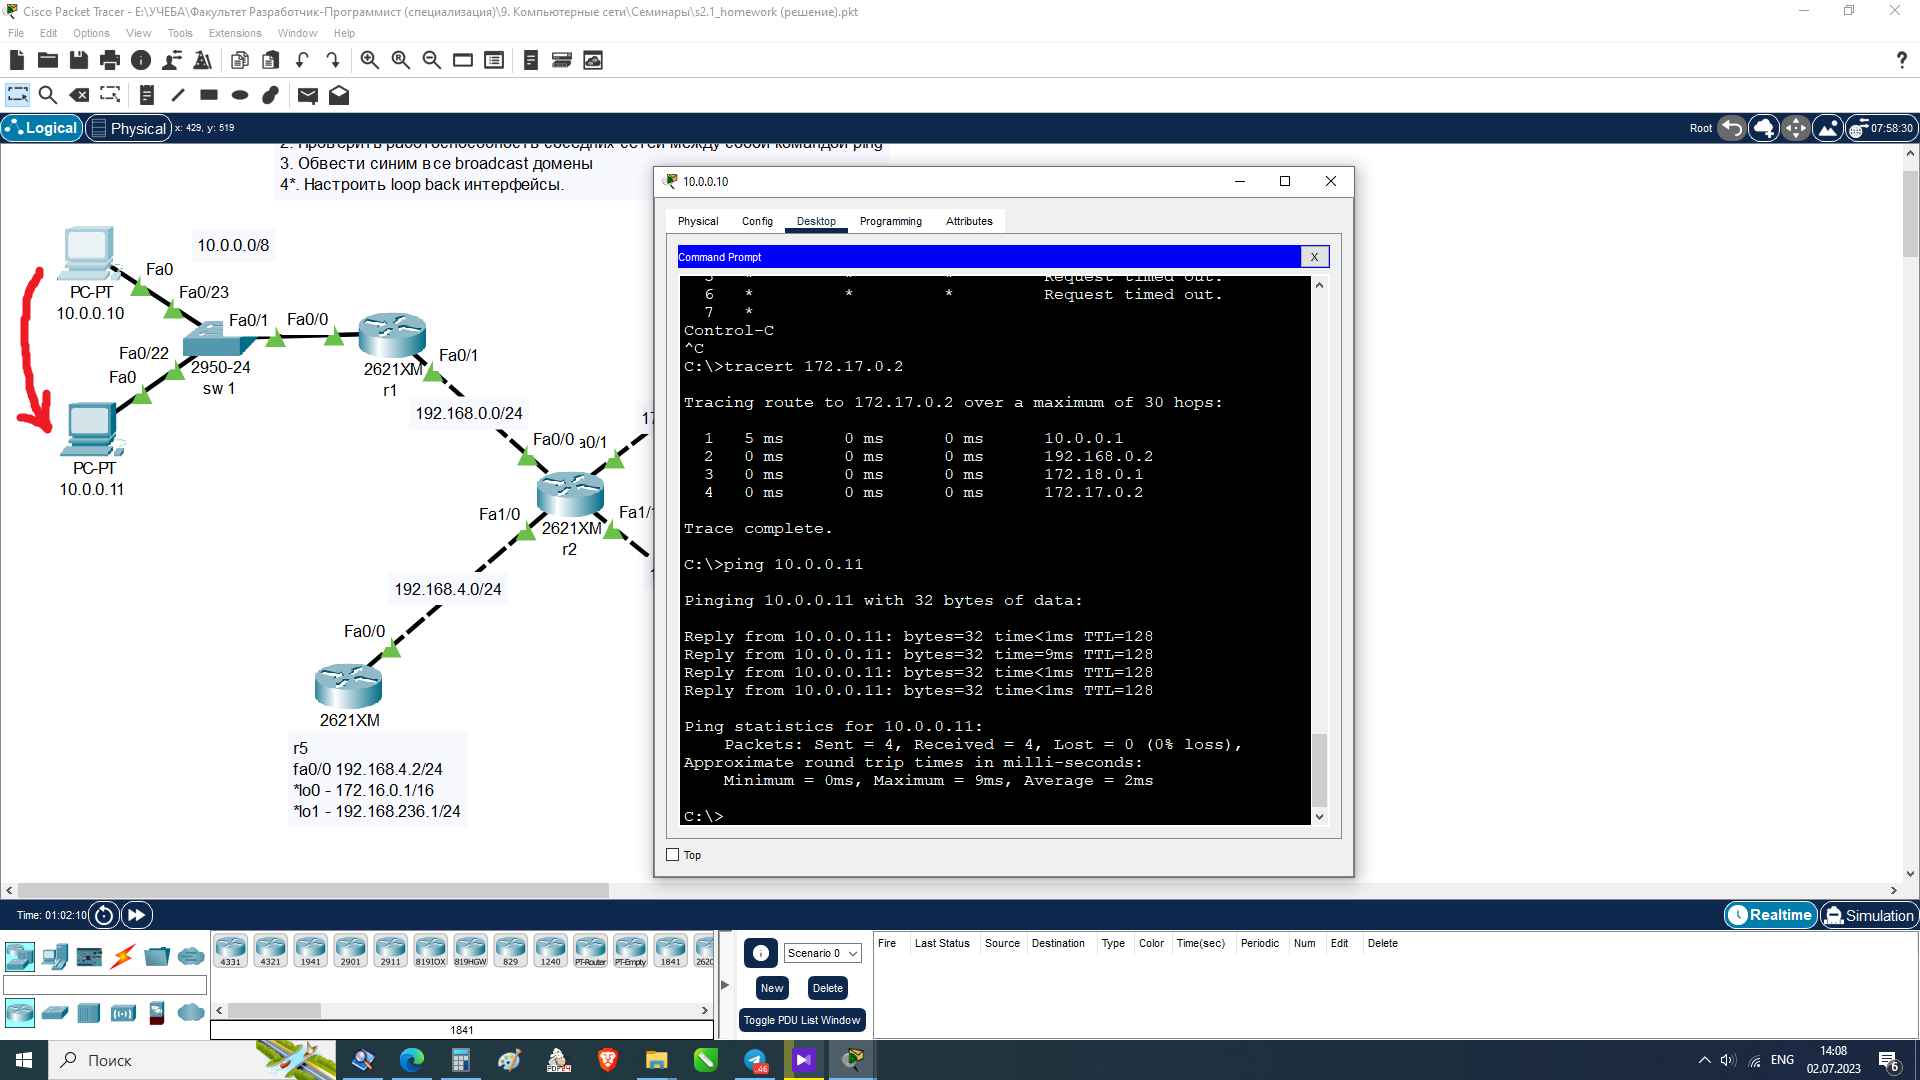 Cisco Packet Tracer - E:\УЧЕБА\Факультет Разработчик-Программист (специализация)\9. Компьютерные сети\Семинары\s2.1_homework (решение).pkt
File Edit Options View Tools Extensions Window Help
Logical Physical x: 429, y: 519 Root 07:58:30
2. Проверить работоспособность соседних сетей между собой командой ping
3. Обвести синим все broadcast домены
4*. Настроить loop back интерфейсы.
10.0.0.0/8
Fa0
PC-PT
10.0.0.10
Fa0/23
Fa0/1
Fa0/0
Fa0/22
Fa0
2950-24
sw 1
2621XM
r1
Fa0/1
PC-PT
10.0.0.11
192.168.0.0/24
Fa0/0
a0/1
17
Fa1/0
Fa1/
2621XM
r2
192.168.4.0/24
Fa0/0
2621XM
r5
fa0/0 192.168.4.2/24
*lo0 - 172.16.0.1/16
*lo1 - 192.168.236.1/24
10.0.0.10
Physical Config Desktop Programming Attributes
Command Prompt X
5 * * * Request timed out.
6 * * * Request timed out.
7 *
Control-C
^C
C:\>tracert 172.17.0.2
Tracing route to 172.17.0.2 over a maximum of 30 hops:
1 5 ms 0 ms 0 ms 10.0.0.1
2 0 ms 0 ms 0 ms 192.168.0.2
3 0 ms 0 ms 0 ms 172.18.0.1
4 0 ms 0 ms 0 ms 172.17.0.2
Trace complete.
C:\>ping 10.0.0.11
Pinging 10.0.0.11 with 32 bytes of data:
Reply from 10.0.0.11: bytes=32 time<1ms TTL=128
Reply from 10.0.0.11: bytes=32 time=9ms TTL=128
Reply from 10.0.0.11: bytes=32 time<1ms TTL=128
Reply from 10.0.0.11: bytes=32 time<1ms TTL=128
Ping statistics for 10.0.0.11:
Packets: Sent = 4, Received = 4, Lost = 0 (0% loss),
Approximate round trip times in milli-seconds:
Minimum = 0ms, Maximum = 9ms, Average = 2ms
C:\>
Top
Time: 01:02:10 Realtime Simulation
4331 4321 1941 2901 2911 819IOX 819HGW 829 1240 PT-Router PT-Empty 1841 2620
1841
Scenario 0
New Delete
Toggle PDU List Window
Fire Last Status Source Destination Type Color Time(sec) Periodic Num Edit Delete
Поиск
46
ENG
14:08
02.07.2023
6